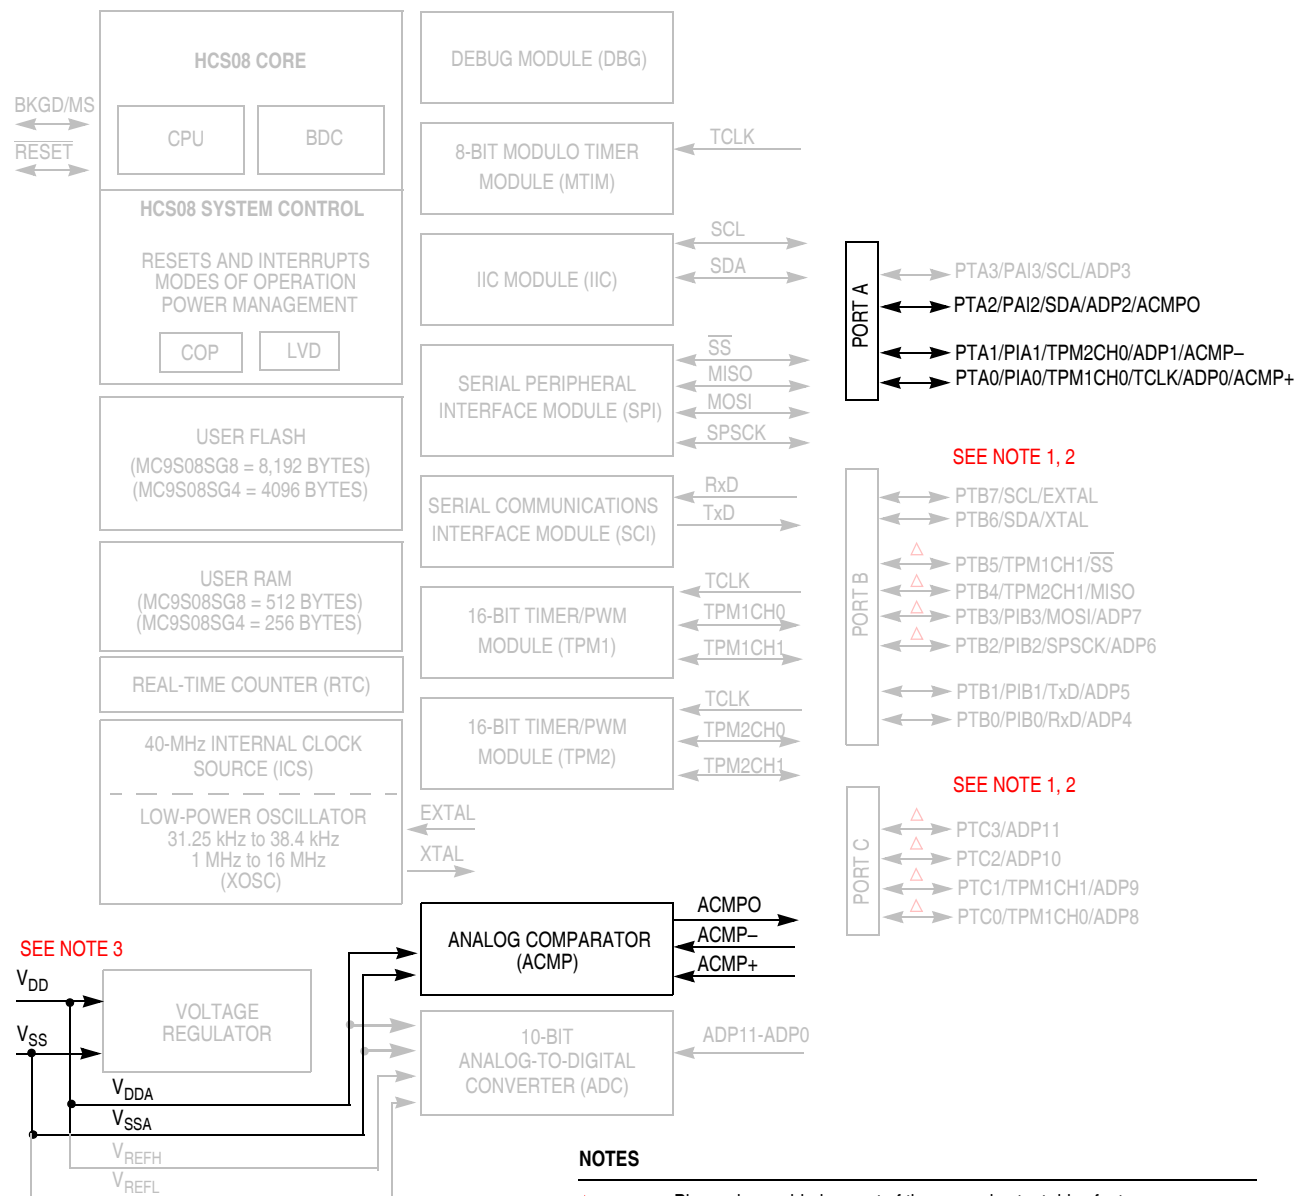 HCS08 CORE
CPU
BDC
BKGD/MS
RESET
HCS08 SYSTEM CONTROL
RESETS AND INTERRUPTS
MODES OF OPERATION
POWER MANAGEMENT
COP
LVD
USER FLASH
(MC9S08SG8 = 8,192 BYTES)
(MC9S08SG4 = 4096 BYTES)
USER RAM
(MC9S08SG8 = 512 BYTES)
(MC9S08SG4 = 256 BYTES)
REAL-TIME COUNTER (RTC)
40-MHz INTERNAL CLOCK
SOURCE (ICS)
LOW-POWER OSCILLATOR
31.25 kHz to 38.4 kHz
1 MHz to 16 MHz
(XOSC)
EXTAL
XTAL
SEE NOTE 3
VDD
VSS
VOLTAGE
REGULATOR
VDDA
VSSA
VREFH
VREFL
DEBUG MODULE (DBG)
8-BIT MODULO TIMER
MODULE (MTIM)
TCLK
IIC MODULE (IIC)
SCL
SDA
SERIAL PERIPHERAL
INTERFACE MODULE (SPI)
SS
MISO
MOSI
SPSCK
SERIAL COMMUNICATIONS
INTERFACE MODULE (SCI)
RxD
TxD
16-BIT TIMER/PWM
MODULE (TPM1)
TCLK
TPM1CH0
TPM1CH1
16-BIT TIMER/PWM
MODULE (TPM2)
TCLK
TPM2CH0
TPM2CH1
ANALOG COMPARATOR
(ACMP)
ACMPO
ACMP–
ACMP+
10-BIT
ANALOG-TO-DIGITAL
CONVERTER (ADC)
ADP11-ADP0
PORT A
PTA3/PAI3/SCL/ADP3
PTA2/PAI2/SDA/ADP2/ACMPO
PTA1/PIA1/TPM2CH0/ADP1/ACMP–
PTA0/PIA0/TPM1CH0/TCLK/ADP0/ACMP+
SEE NOTE 1, 2
PORT B
PTB7/SCL/EXTAL
PTB6/SDA/XTAL
PTB5/TPM1CH1/SS
PTB4/TPM2CH1/MISO
PTB3/PIB3/MOSI/ADP7
PTB2/PIB2/SPSCK/ADP6
PTB1/PIB1/TxD/ADP5
PTB0/PIB0/RxD/ADP4
SEE NOTE 1, 2
PORT C
PTC3/ADP11
PTC2/ADP10
PTC1/TPM1CH1/ADP9
PTC0/TPM1CH0/ADP8
NOTES